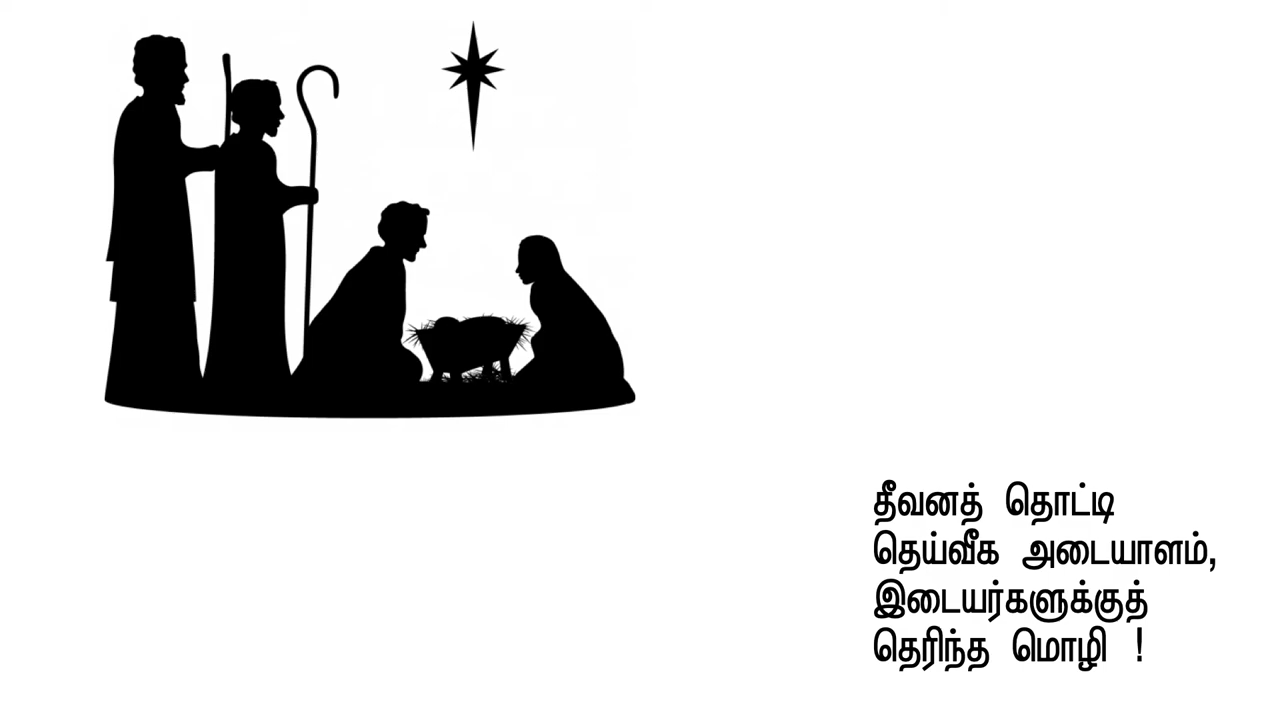 தீவனத் தொட்டி
தெய்வீக அடையாளம்,
இடையர்களுக்குத்
தெரிந்த மொழி !